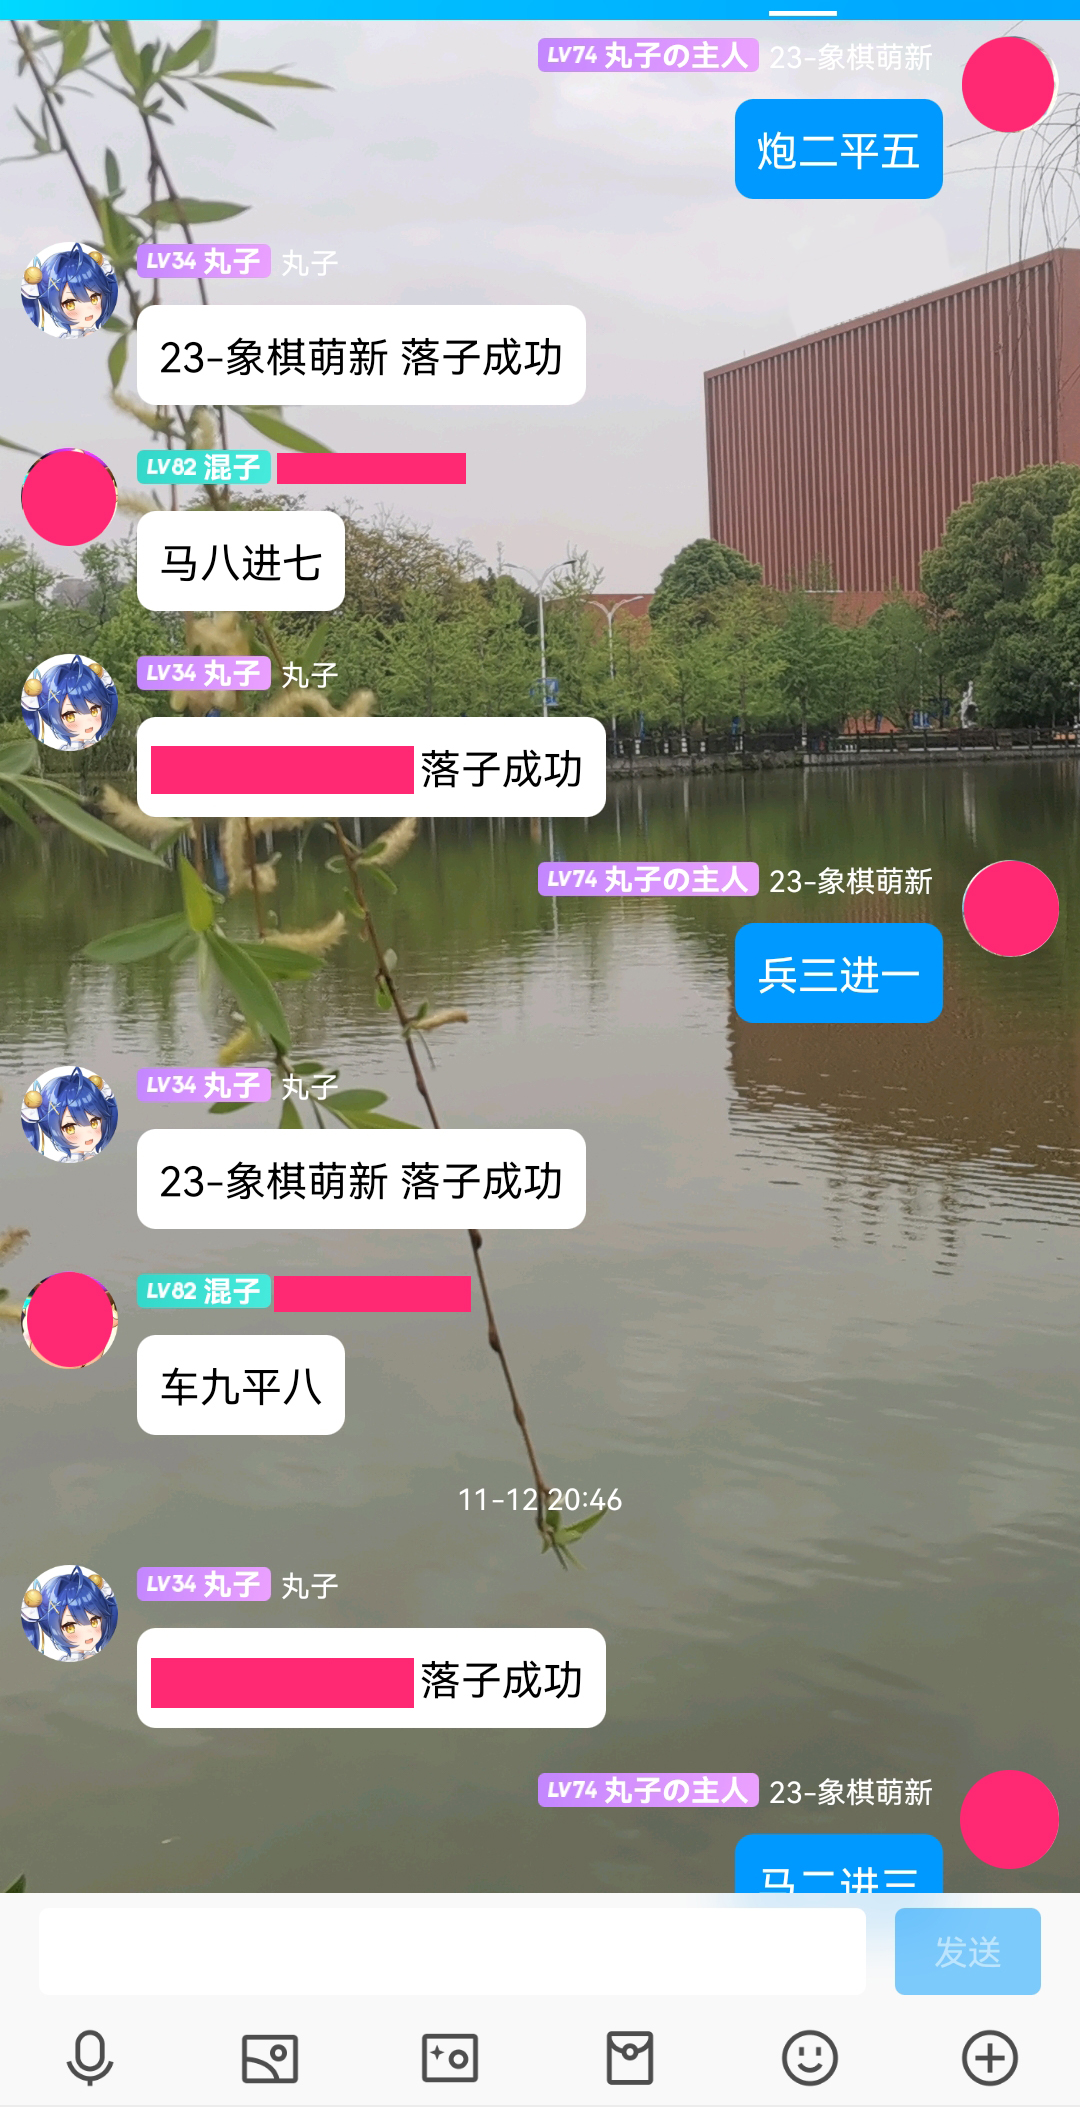 LV74 丸子の主人 23-象棋萌新
炮二平五
LV34 丸子 丸子
23-象棋萌新 落子成功
LV82 混子
马八进七
LV34 丸子 丸子
落子成功
LV74 丸子の主人 23-象棋萌新
兵三进一
LV34 丸子 丸子
23-象棋萌新 落子成功
LV82 混子
车九平八
11-12 20:46
LV34 丸子 丸子
落子成功
LV74 丸子の主人 23-象棋萌新
马二进三
发送